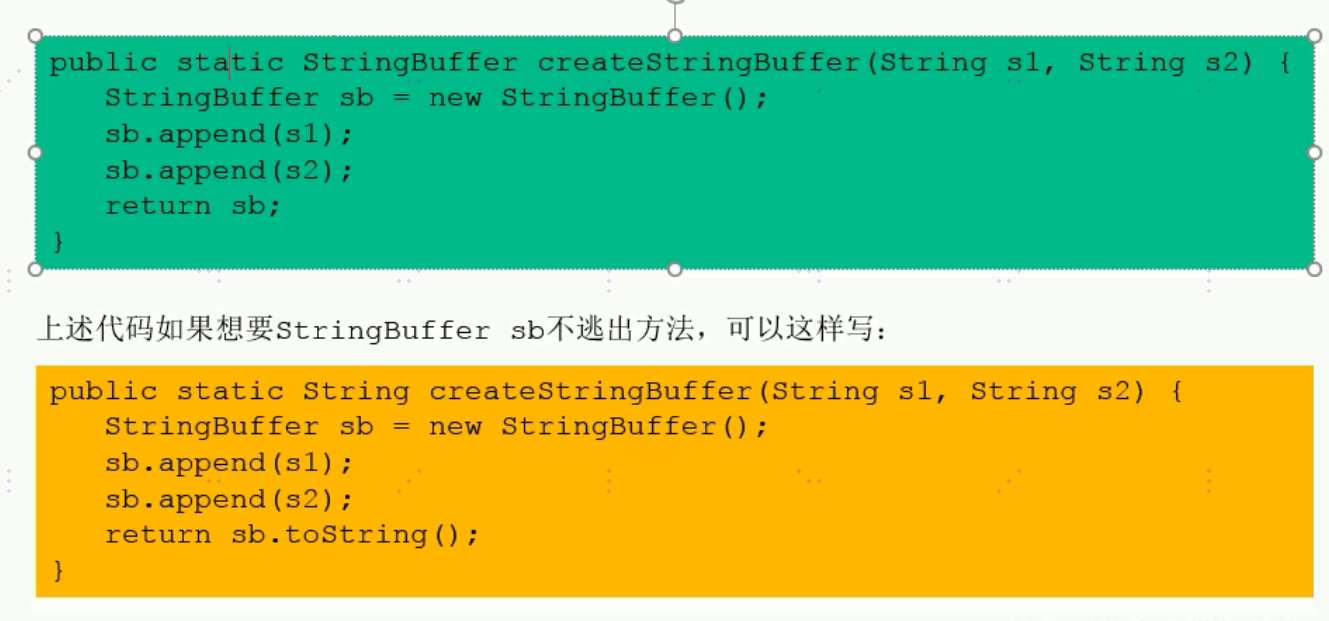 public static StringBuffer createStringBuffer(String s1, String s2) {
StringBuffer sb = new StringBuffer();
sb.append(s1);
sb.append(s2);
return sb;
}
上述代码如果想要StringBuffer sb不逃出方法，可以这样写：
public static String createStringBuffer(String s1, String s2) {
StringBuffer sb = new StringBuffer();
sb.append(s1);
sb.append(s2);
return sb.toString();
}